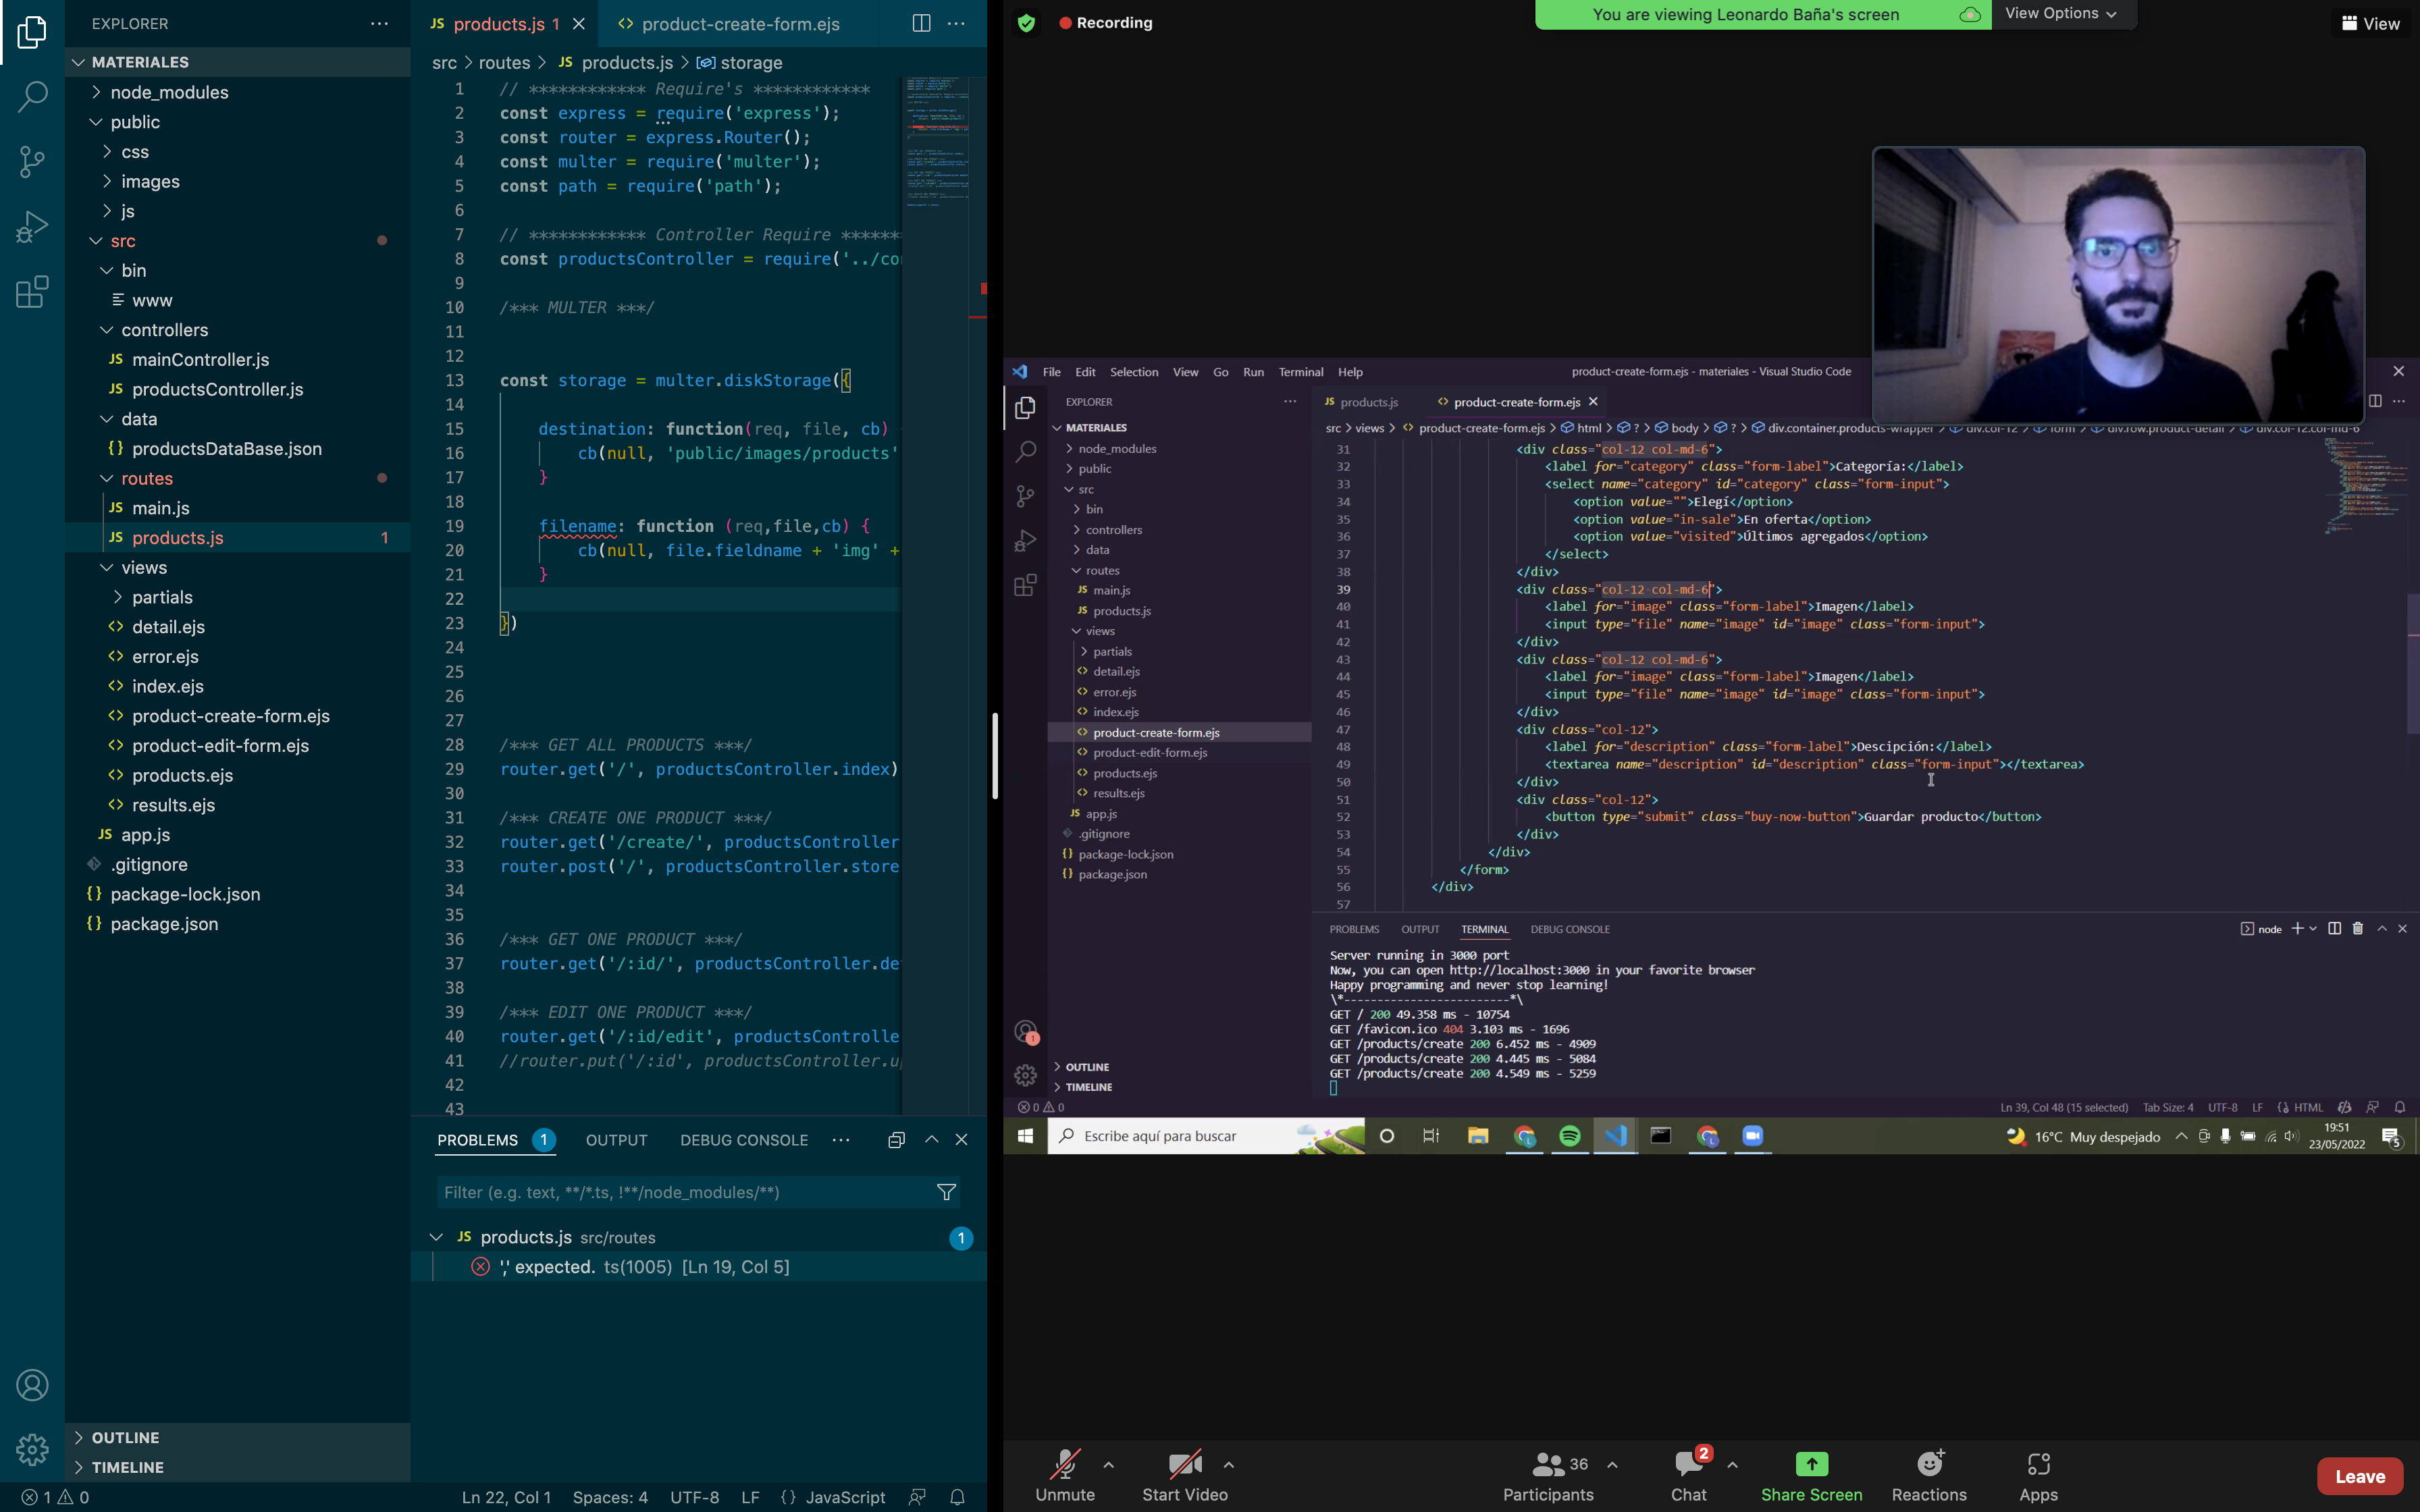 EXPLORER
MATERIALES
node_modules
public
css
images
js
src
bin
www
controllers
JS mainController.js
JS productsController.js
data
{} productsDataBase.json
routes
JS main.js
JS products.js 1
views
partials
<> detail.ejs
<> error.ejs
<> index.ejs
<> product-create-form.ejs
<> product-edit-form.ejs
<> products.ejs
<> results.ejs
JS app.js
.gitignore
{} package-lock.json
{} package.json
OUTLINE
TIMELINE
1 0
JS products.js 1
<> product-create-form.ejs
src > routes > JS products.js > storage
1 // ************ Require's ************
2 const express = require('express');
3 const router = express.Router();
4 const multer = require('multer');
5 const path = require('path');
6
7 // ************ Controller Require ******
8 const productsController = require('../co
9
10 /*** MULTER ***/
11
12
13 const storage = multer.diskStorage({
14
15 destination: function(req, file, cb)
16 cb(null, 'public/images/products'
17 }
18
19 filename: function (req,file,cb) {
20 cb(null, file.fieldname + 'img' +
21 }
22
23 })
24
25
26
27
28 /*** GET ALL PRODUCTS ***/
29 router.get('/', productsController.index)
30
31 /*** CREATE ONE PRODUCT ***/
32 router.get('/create/', productsController
33 router.post('/', productsController.store
34
35
36 /*** GET ONE PRODUCT ***/
37 router.get('/:id/', productsController.de
38
39 /*** EDIT ONE PRODUCT ***/
40 router.get('/:id/edit', productsControlle
41 //router.put('/:id', productsController.u
42
43
PROBLEMS 1 OUTPUT DEBUG CONSOLE
Filter (e.g. text, **/*.ts, !**/node_modules/**)
JS products.js src/routes 1
',' expected. ts(1005) [Ln 19, Col 5]
Ln 22, Col 1 Spaces: 4 UTF-8 LF {} JavaScript
Recording
You are viewing Leonardo Baña's screen
View Options
View
File Edit Selection View Go Run Terminal Help
product-create-form.ejs - materiales - Visual Studio Code
EXPLORER
MATERIALES
node_modules
public
src
bin
controllers
data
routes
JS main.js
JS products.js
views
partials
<> detail.ejs
<> error.ejs
<> index.ejs
<> product-create-form.ejs
<> product-edit-form.ejs
<> products.ejs
<> results.ejs
JS app.js
.gitignore
{} package-lock.json
{} package.json
OUTLINE
TIMELINE
JS products.js
<> product-create-form.ejs
src > views > <> product-create-form.ejs > html > ? > body > ? > div.container.products-wrapper > div.col-12 > form > div.row.product-detail > div.col-12.col-md-6
31 <div class="col-12 col-md-6">
32 <label for="category" class="form-label">Categoría:</label>
33 <select name="category" id="category" class="form-input">
34 <option value="">Elegí</option>
35 <option value="in-sale">En oferta</option>
36 <option value="visited">Últimos agregados</option>
37 </select>
38 </div>
39 <div class="col-12 col-md-6">
40 <label for="image" class="form-label">Imagen</label>
41 <input type="file" name="image" id="image" class="form-input">
42 </div>
43 <div class="col-12 col-md-6">
44 <label for="image" class="form-label">Imagen</label>
45 <input type="file" name="image" id="image" class="form-input">
46 </div>
47 <div class="col-12">
48 <label for="description" class="form-label">Descipción:</label>
49 <textarea name="description" id="description" class="form-input"></textarea>
50 </div>
51 <div class="col-12">
52 <button type="submit" class="buy-now-button">Guardar producto</button>
53 </div>
54 </div>
55 </form>
56 </div>
57
PROBLEMS OUTPUT TERMINAL DEBUG CONSOLE
node
Server running in 3000 port
Now, you can open http://localhost:3000 in your favorite browser
Happy programming and never stop learning!
\*-------------------------*\
GET / 200 49.358 ms - 10754
GET /favicon.ico 404 3.103 ms - 1696
GET /products/create 200 6.452 ms - 4909
GET /products/create 200 4.445 ms - 5084
GET /products/create 200 4.549 ms - 5259
1
0 0
Ln 39, Col 48 (15 selected) Tab Size: 4 UTF-8 LF HTML
Escribe aquí para buscar
16°C Muy despejado
19:51
23/05/2022
5
Unmute
Start Video
36
Participants
2
Chat
Share Screen
Reactions
Apps
Leave